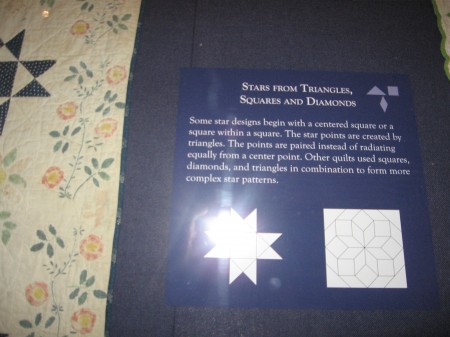 Stars from Triangles,
Squares and Diamonds
Some star designs begin with a centered square or a
square within a square. The star points are created by
triangles. The points are paired instead of radiating
equally from a center point. Other quilts used squares,
diamonds, and triangles in combination to form more
complex star patterns.